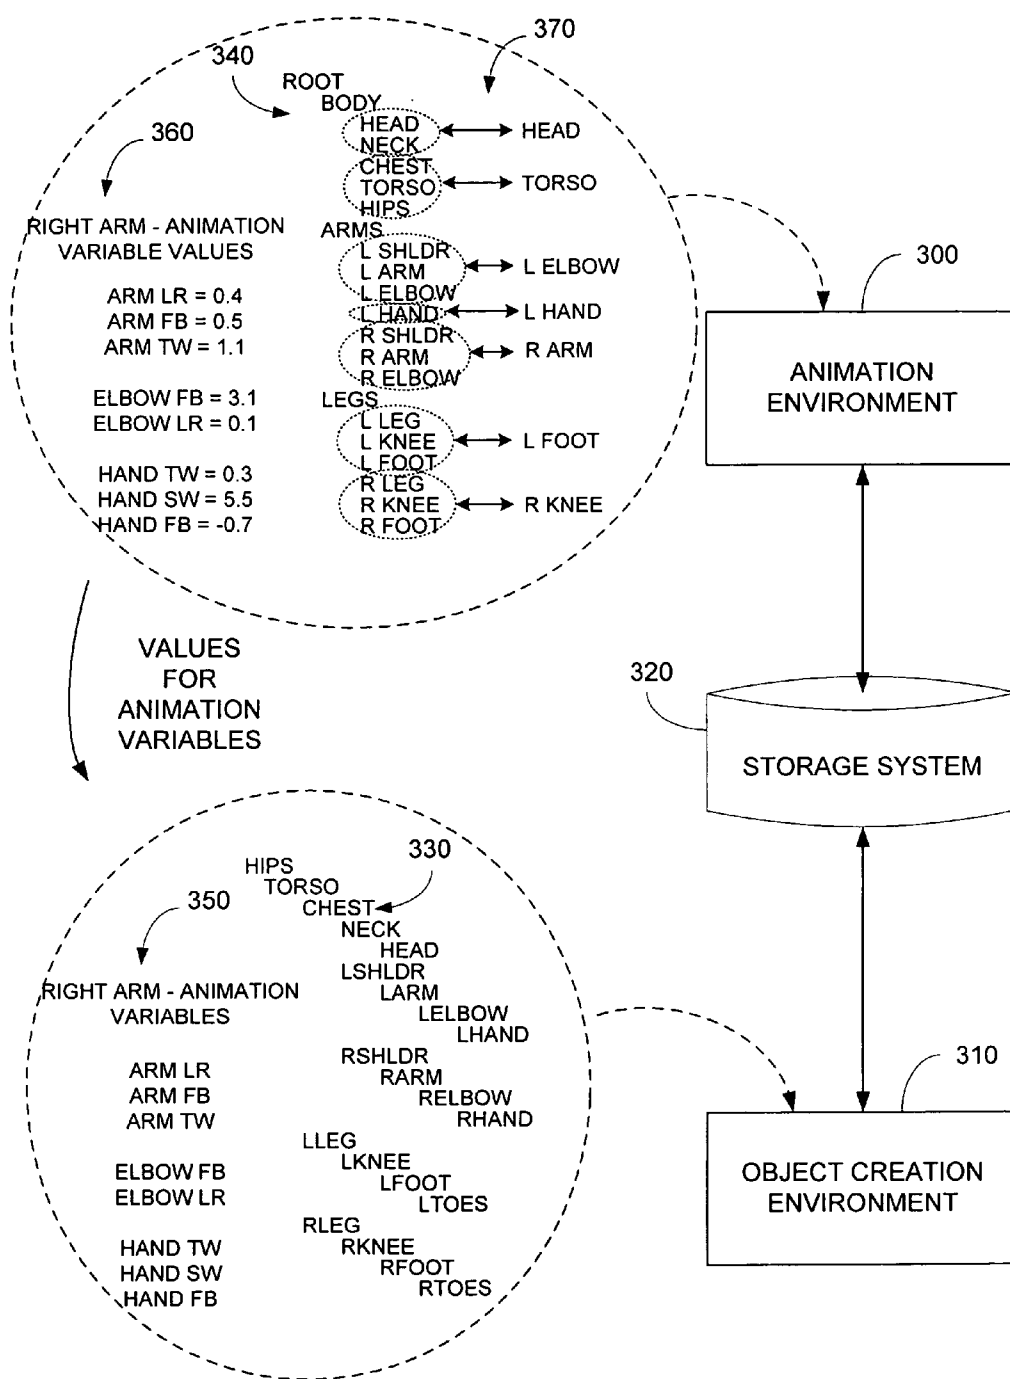 370
340
ROOT
BODY
360
HEAD
HEAD
NECK
CHEST
TORSO
TORSO
HIPS
RIGHT ARM - ANIMATION
VARIABLE VALUES
ARMS
L SHLDR
L ARM
L ELBOW
L ELBOW
300
ARM LR = 0.4
ARM FB = 0.5
ARM TW = 1.1
L HAND
L HAND
R SHLDR
R ARM
R ARM
R ELBOW
ANIMATION
ENVIRONMENT
ELBOW FB = 3.1
ELBOW LR = 0.1
LEGS
L LEG
L KNEE
L FOOT
L FOOT
HAND TW = 0.3
HAND SW = 5.5
HAND FB = -0.7
R LEG
R KNEE
R KNEE
R FOOT
VALUES
FOR
ANIMATION
VARIABLES
320
STORAGE SYSTEM
330
HIPS
TORSO
350
CHEST
NECK
HEAD
LSHLDR
RIGHT ARM - ANIMATION
VARIABLES
LARM
LELBOW
LHAND
RSHLDR
310
ARM LR
ARM FB
ARM TW
RARM
RELBOW
RHAND
LLEG
LKNEE
LFOOT
LTOES
ELBOW FB
ELBOW LR
OBJECT CREATION
ENVIRONMENT
RLEG
RKNEE
RFOOT
RTOES
HAND TW
HAND SW
HAND FB